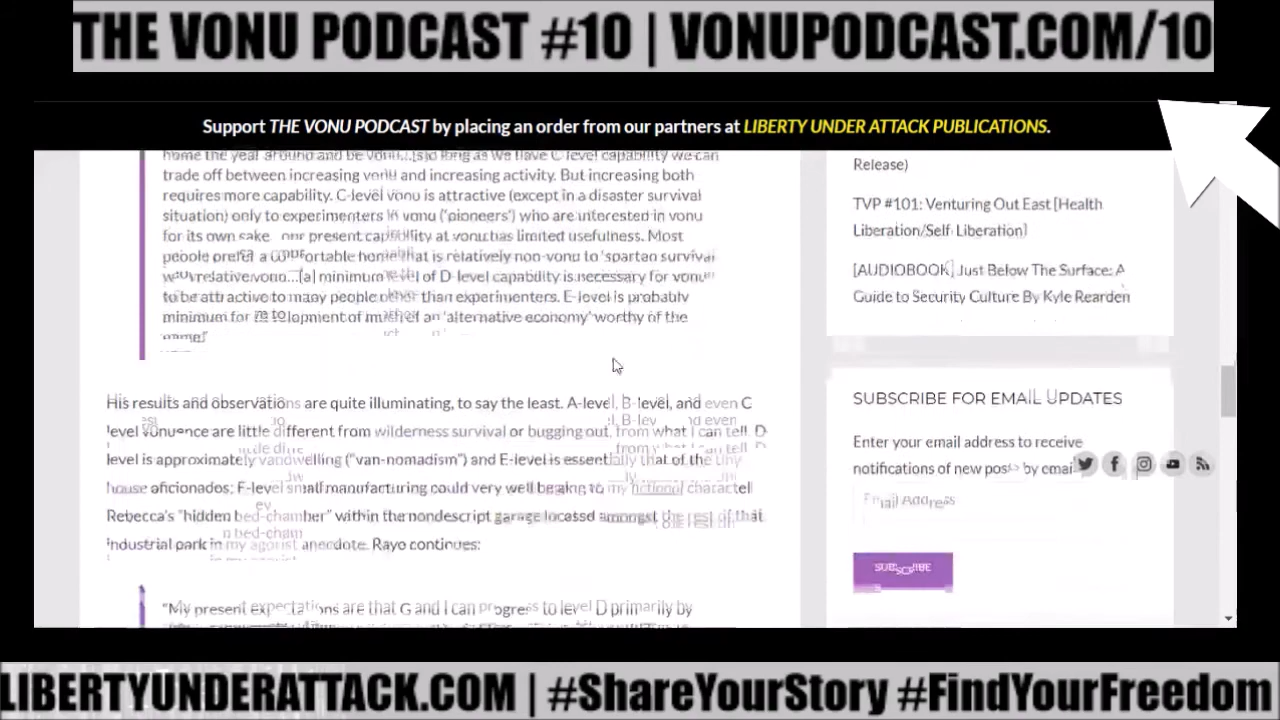 THE VONU PODCAST #10 | VONUPODCAST.COM/10
Support THE VONU PODCAST by placing an order from our partners at LIBERTY UNDER ATTACK PUBLICATIONS.
home the year around and be vonu...[s]o long as we have C level capability we can
trade off between increasing vonu and increasing activity. But increasing both
requires more capability. C-level vonu is attractive (except in a disaster survival
situation) only to experimenters in vonu ('pioneers') who are interested in vonu
for its own sake our present capability at vonu has limited usefulness. Most
people prefer a comfortable home that is relatively non-vonu to 'spartan survival
relative vonu...[a] minimum level of D-level capability is necessary for vonu
to be attractive to many people other than experimenters. E-level is probably
minimum for development of much of an 'alternative economy' worthy of the
name."
His results and observations are quite illuminating, to say the least. A-level, B-level, and even C
level vonuence are little different from wilderness survival or bugging out, from what I can tell. D-
level is approximately vandwelling ("van-nomadism") and E-level is essentially that of the tiny
house aficionados; F-level small manufacturing could very well be akin to my fictional character
Rebecca's "hidden bed-chamber" within the nondescript garage located amongst the rest of that
industrial park in my agorist anecdote. Rayo continues:
"My present expectations are that G and I can progress to level D primarily by
Release)
TVP #101: Venturing Out East [Health
Liberation/Self-Liberation]
[AUDIOBOOK] Just Below The Surface: A
Guide to Security Culture By Kyle Rearden
SUBSCRIBE FOR EMAIL UPDATES
Enter your email address to receive
notifications of new posts by email
Email Address
SUBSCRIBE
LIBERTYUNDERATTACK.COM | #ShareYourStory #FindYourFreedom